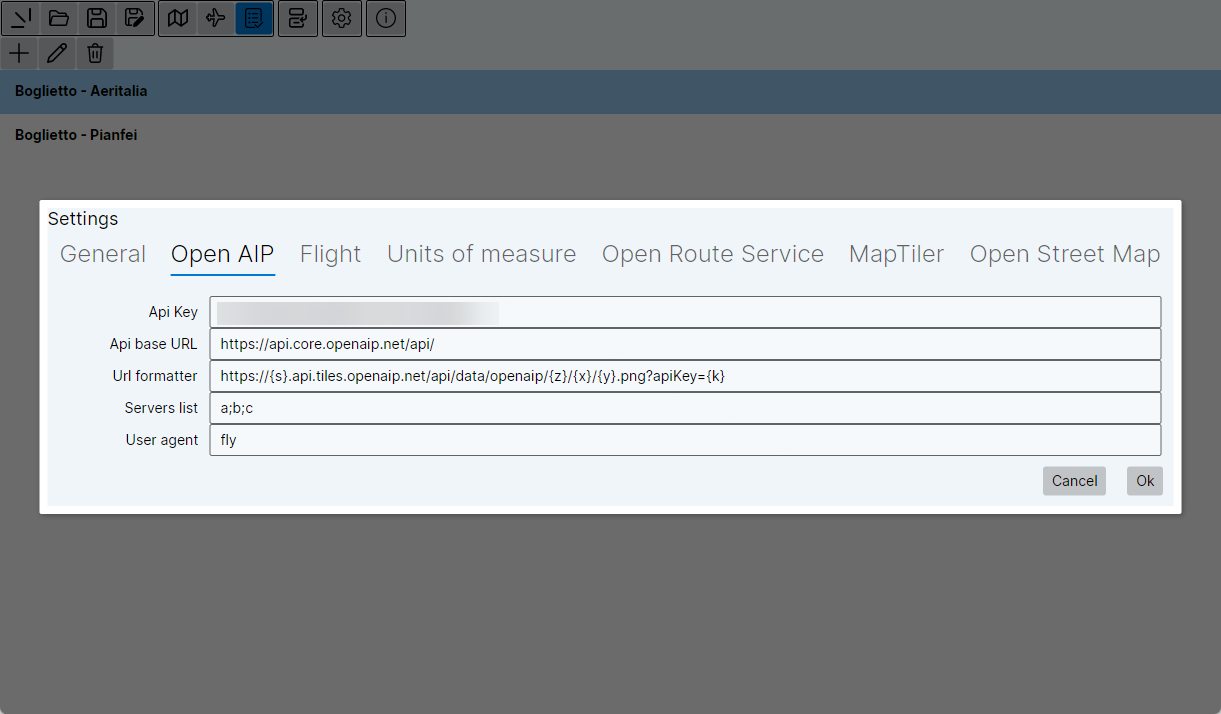 Boglietto - Aeritalia
Boglietto - Pianfei
Settings
General Open AIP Flight Units of measure Open Route Service MapTiler Open Street Map
Api Key
Api base URL https://api.core.openaip.net/api/
Url formatter https://{s}.api.tiles.openaip.net/api/data/openaip/{z}/{x}/{y}.png?apiKey={k}
Servers list a;b;c
User agent fly
Cancel Ok